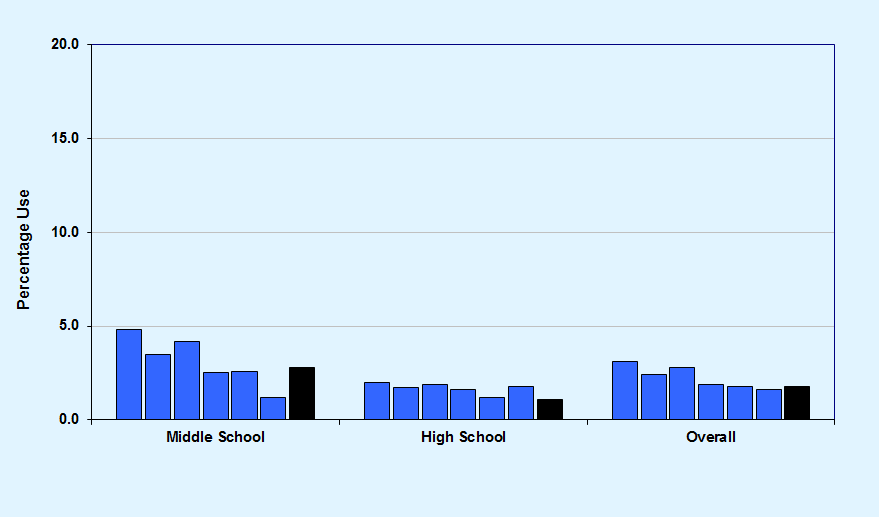 20.0
15.0
10.0
5.0
0.0
Percentage Use
Middle School
High School
Overall